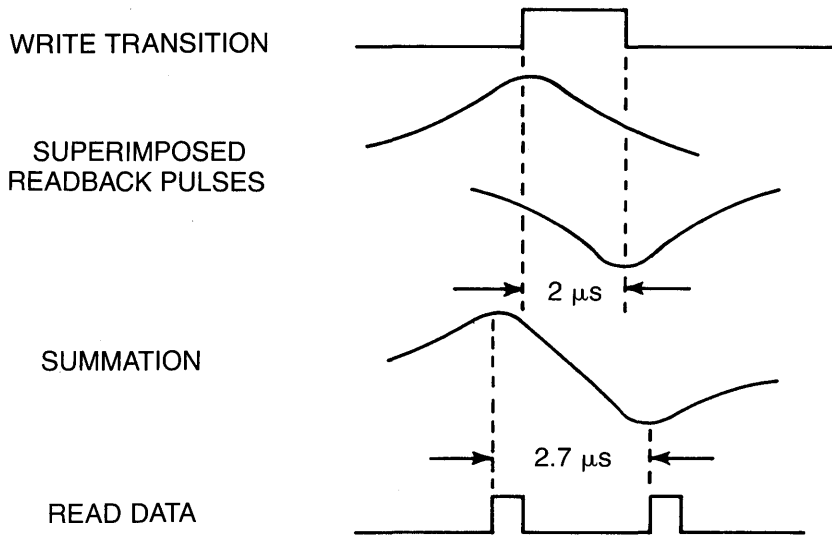 WRITE TRANSITION
SUPERIMPOSED
READBACK PULSES
2 μs
SUMMATION
2.7 μs
READ DATA